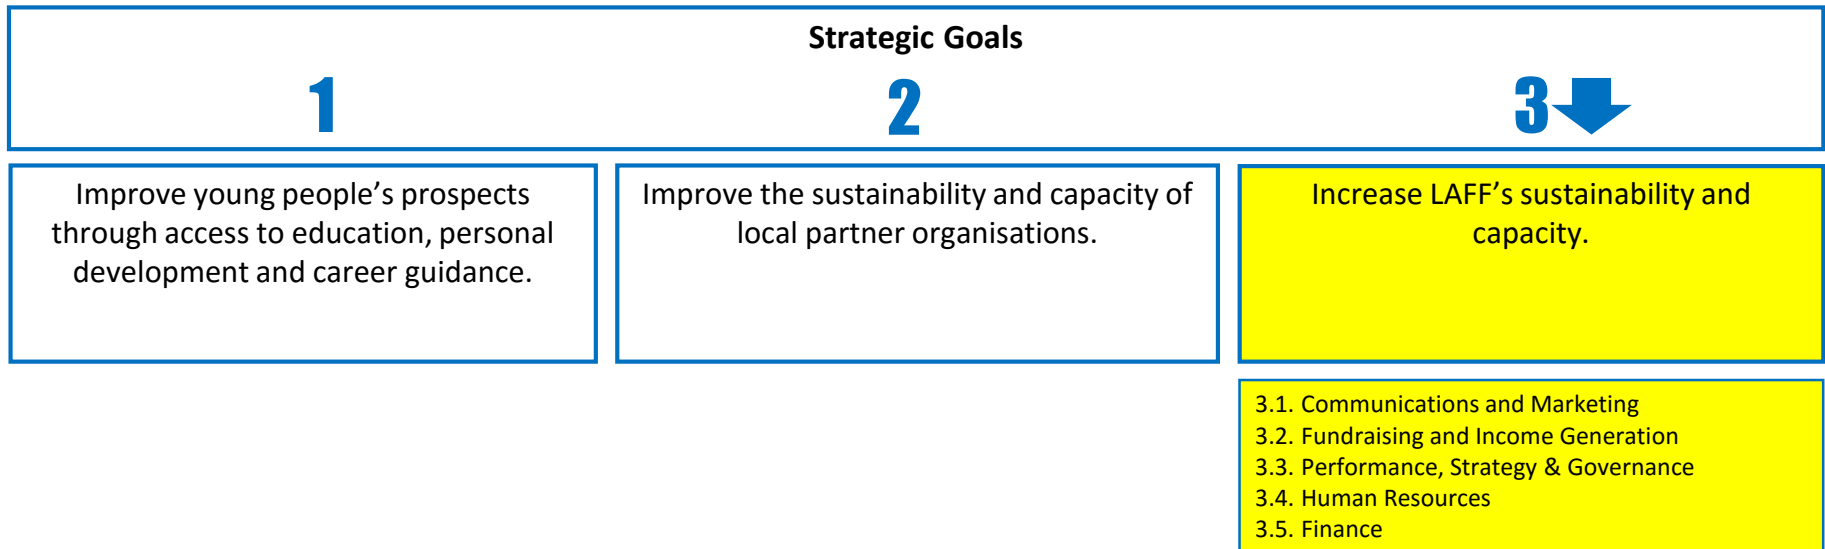 Strategic Goals
1
2
3
Improve young people’s prospects
through access to education, personal
development and career guidance.
Improve the sustainability and capacity of
local partner organisations.
Increase LAFF’s sustainability and
capacity.
3.1. Communications and Marketing
3.2. Fundraising and Income Generation
3.3. Performance, Strategy & Governance
3.4. Human Resources
3.5. Finance